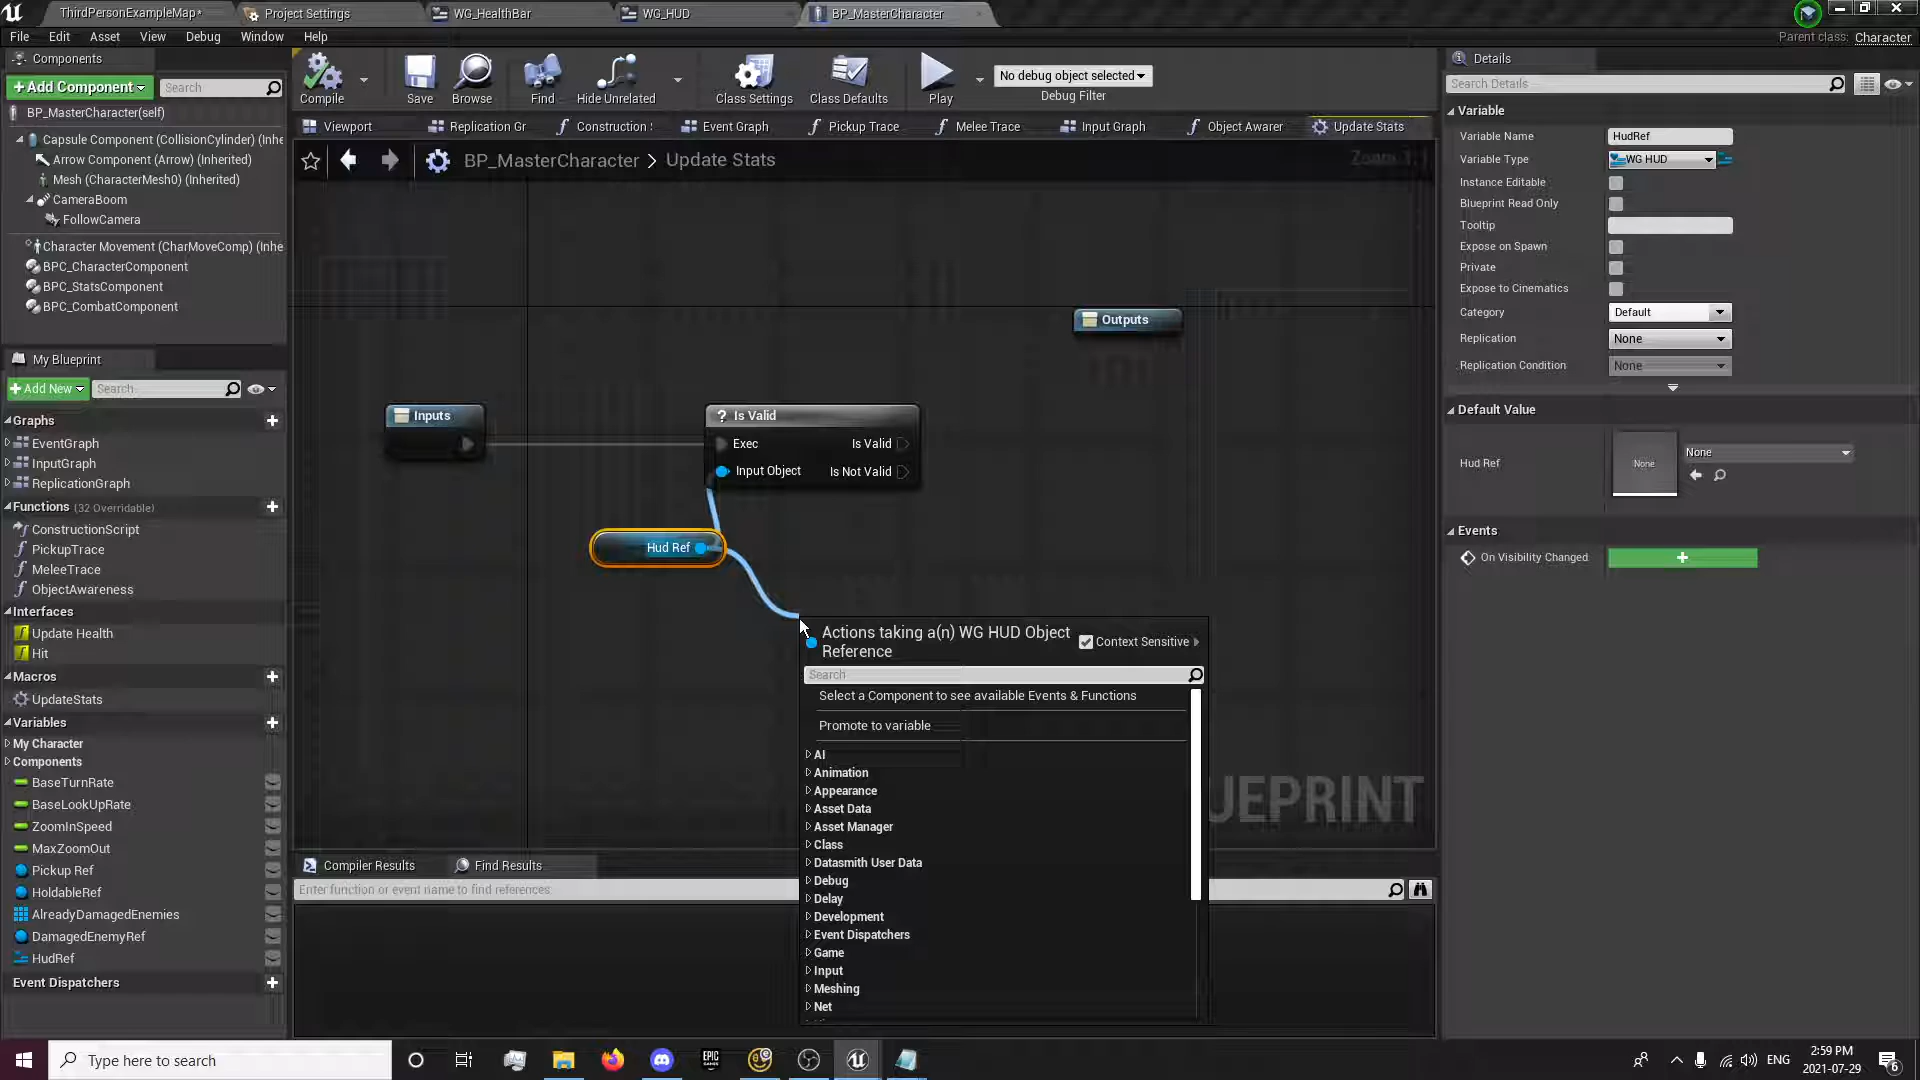 ThirdPersonExampleMap*
Project Settings
WG_HealthBar
WG_HUD
BP_MasterCharacter
File Edit Asset View Debug Window Help
Parent class: Character
Components
+Add Component
Search
BP_MasterCharacter(self)
Capsule Component (CollisionCylinder) (Inhe
Arrow Component (Arrow) (Inherited)
Mesh (CharacterMesh0) (Inherited)
CameraBoom
FollowCamera
Character Movement (CharMoveComp) (Inhe
BPC_CharacterComponent
BPC_StatsComponent
BPC_CombatComponent
My Blueprint
+Add New
Search
Graphs
EventGraph
InputGraph
ReplicationGraph
Functions (32 Overridable)
ConstructionScript
PickupTrace
MeleeTrace
ObjectAwareness
Interfaces
Update Health
Hit
Macros
UpdateStats
Variables
My Character
Components
BaseTurnRate
BaseLookUpRate
ZoomInSpeed
MaxZoomOut
Pickup Ref
HoldableRef
AlreadyDamagedEnemies
DamagedEnemyRef
HudRef
Event Dispatchers
Compile
Save
Browse
Find
Hide Unrelated
Class Settings
Class Defaults
Play
No debug object selected
Debug Filter
Viewport
Replication Gr
Construction
Event Graph
Pickup Trace
Melee Trace
Input Graph
Object Awarer
Update Stats
BP_MasterCharacter > Update Stats
Outputs
Inputs
? Is Valid
Exec Is Valid
Input Object Is Not Valid
Hud Ref
Actions taking a(n) WG HUD Object
Reference
Context Sensitive
Search
Select a Component to see available Events & Functions
Promote to variable
AI
Animation
Appearance
Asset Data
Asset Manager
Class
Datasmith User Data
Debug
Delay
Development
Event Dispatchers
Game
Input
Meshing
Net
UEPRINT
Compiler Results
Find Results
Enter function or event name to find references
Details
Search Details
Variable
Variable Name HudRef
Variable Type WG HUD
Instance Editable
Blueprint Read Only
Tooltip
Expose on Spawn
Private
Expose to Cinematics
Category Default
Replication None
Replication Condition None
Default Value
Hud Ref None None
Events
On Visibility Changed +
Type here to search
EPIC
GAMES
ENG
2:59 PM
2021-07-29
6